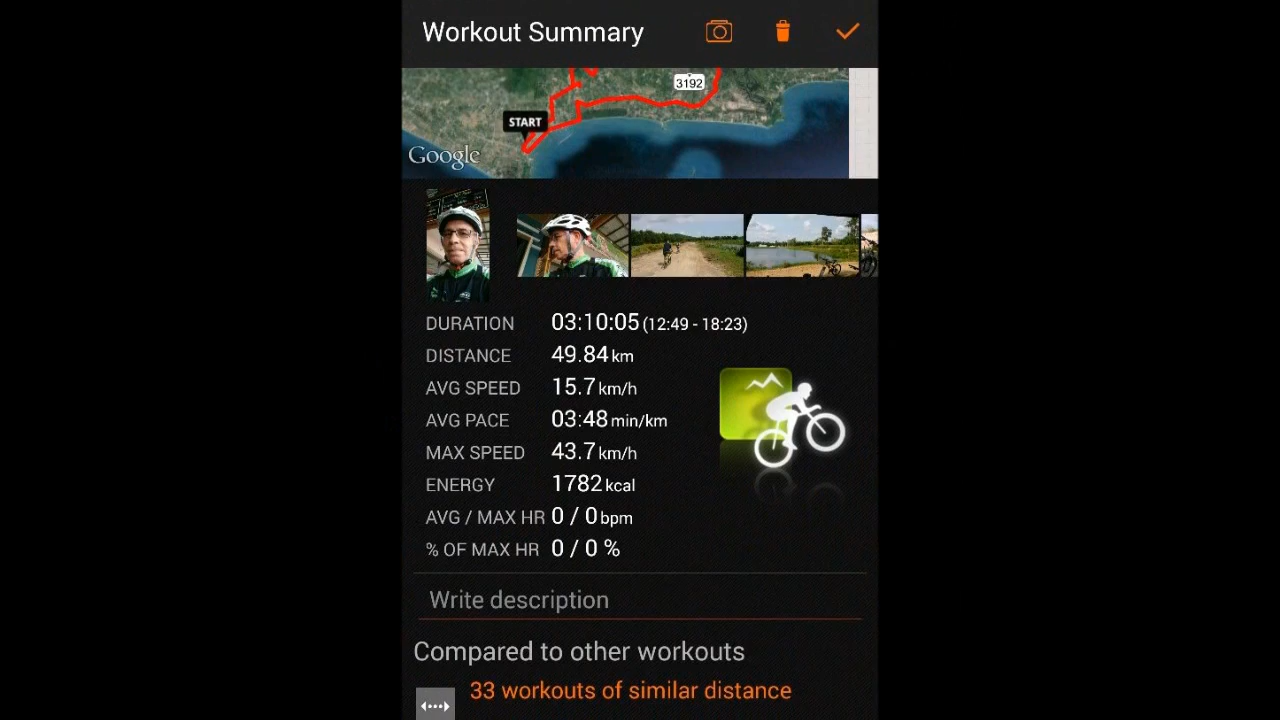 Workout Summary
3192
START
Google
DURATION 03:10:05 (12:49 - 18:23)
DISTANCE 49.84 km
AVG SPEED 15.7 km/h
AVG PACE 03:48 min/km
MAX SPEED 43.7 km/h
ENERGY 1782 kcal
AVG / MAX HR 0 / 0 bpm
% OF MAX HR 0 / 0 %
Write description
Compared to other workouts
33 workouts of similar distance